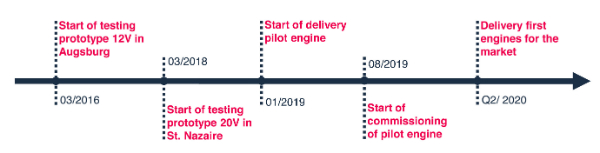 Start of testing
prototype 12V in
Augsburg
03/2016
03/2018
Start of testing
prototype 20V in
St. Nazaire
Start of delivery
pilot engine
01/2019
08/2019
Start of
commissioning
of pilot engine
Delivery first
engines for the
market
Q2/ 2020